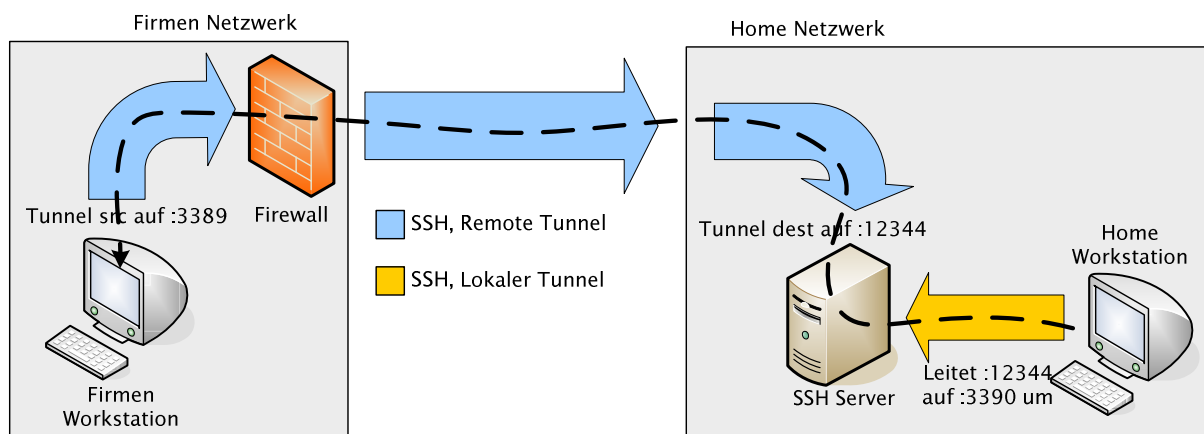 Firmen Netzwerk
Home Netzwerk
Tunnel src auf :3389
Firewall
SSH, Remote Tunnel
SSH, Lokaler Tunnel
Tunnel dest auf :12344
Home
Workstation
Firmen
Workstation
SSH Server
Leitet :12344
auf :3390 um